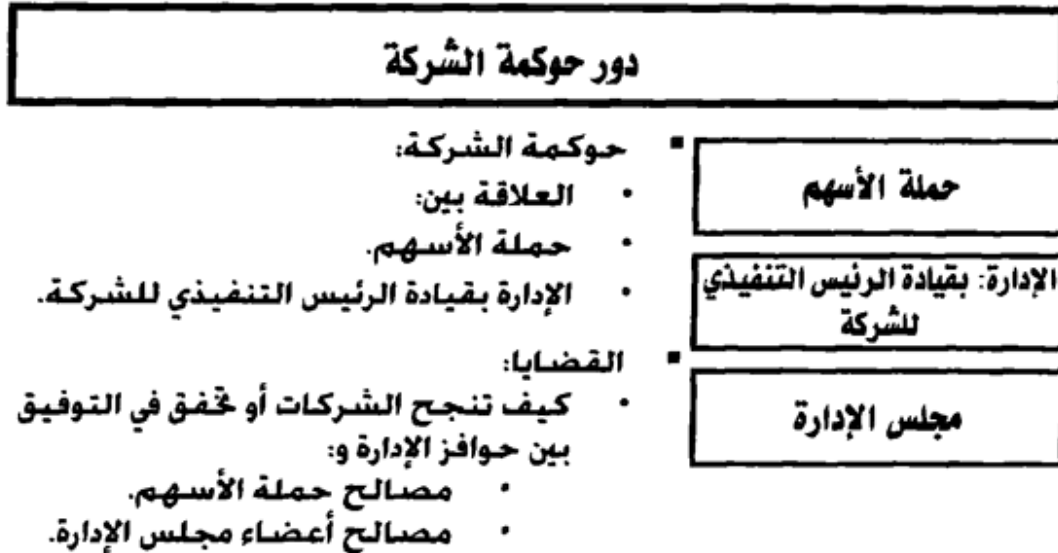 دور حوكمة الشركة
حملة الأسهم
الإدارة: بقيادة الرئيس التنفيذي
للشركة
مجلس الإدارة
▪ حوكمة الشركة:
• العلاقة بين:
• حملة الأسهم.
• الإدارة بقيادة الرئيس التنفيذي للشركة.
▪ القضايا:
• كيف تنجح الشركات أو تخفق في التوفيق
بين حوافز الإدارة و:
• مصالح حملة الأسهم.
• مصالح أعضاء مجلس الإدارة.